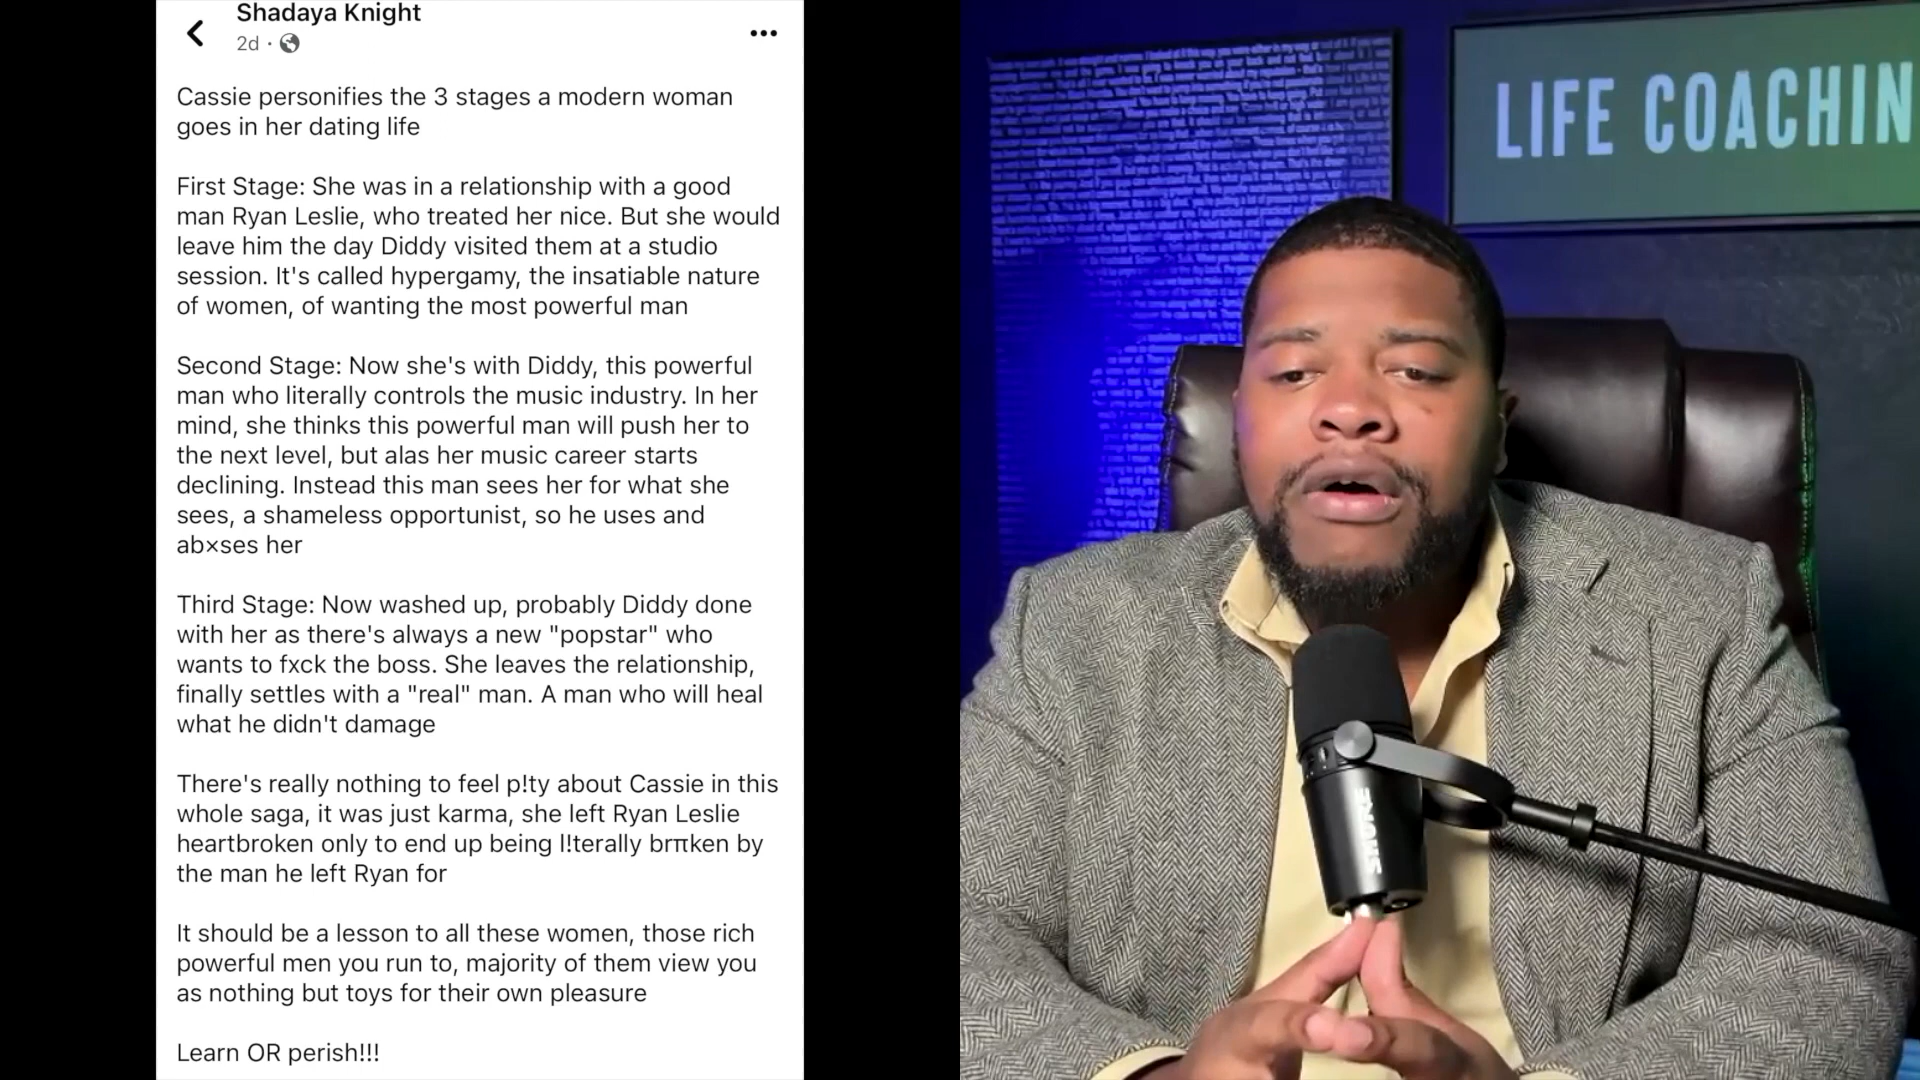 Shadaya Knight
2d ·
Cassie personifies the 3 stages a modern woman
goes in her dating life
First Stage: She was in a relationship with a good
man Ryan Leslie, who treated her nice. But she would
leave him the day Diddy visited them at a studio
session. It's called hypergamy, the insatiable nature
of women, of wanting the most powerful man
Second Stage: Now she's with Diddy, this powerful
man who literally controls the music industry. In her
mind, she thinks this powerful man will push her to
the next level, but alas her music career starts
declining. Instead this man sees her for what she
sees, a shameless opportunist, so he uses and
ab×ses her
Third Stage: Now washed up, probably Diddy done
with her as there's always a new "popstar" who
wants to fxck the boss. She leaves the relationship,
finally settles with a "real" man. A man who will heal
what he didn't damage
There's really nothing to feel p!ty about Cassie in this
whole saga, it was just karma, she left Ryan Leslie
heartbroken only to end up being l!terally brπken by
the man he left Ryan for
It should be a lesson to all these women, those rich
powerful men you run to, majority of them view you
as nothing but toys for their own pleasure
Learn OR perish!!!
LIFE COACHIN
SHURE